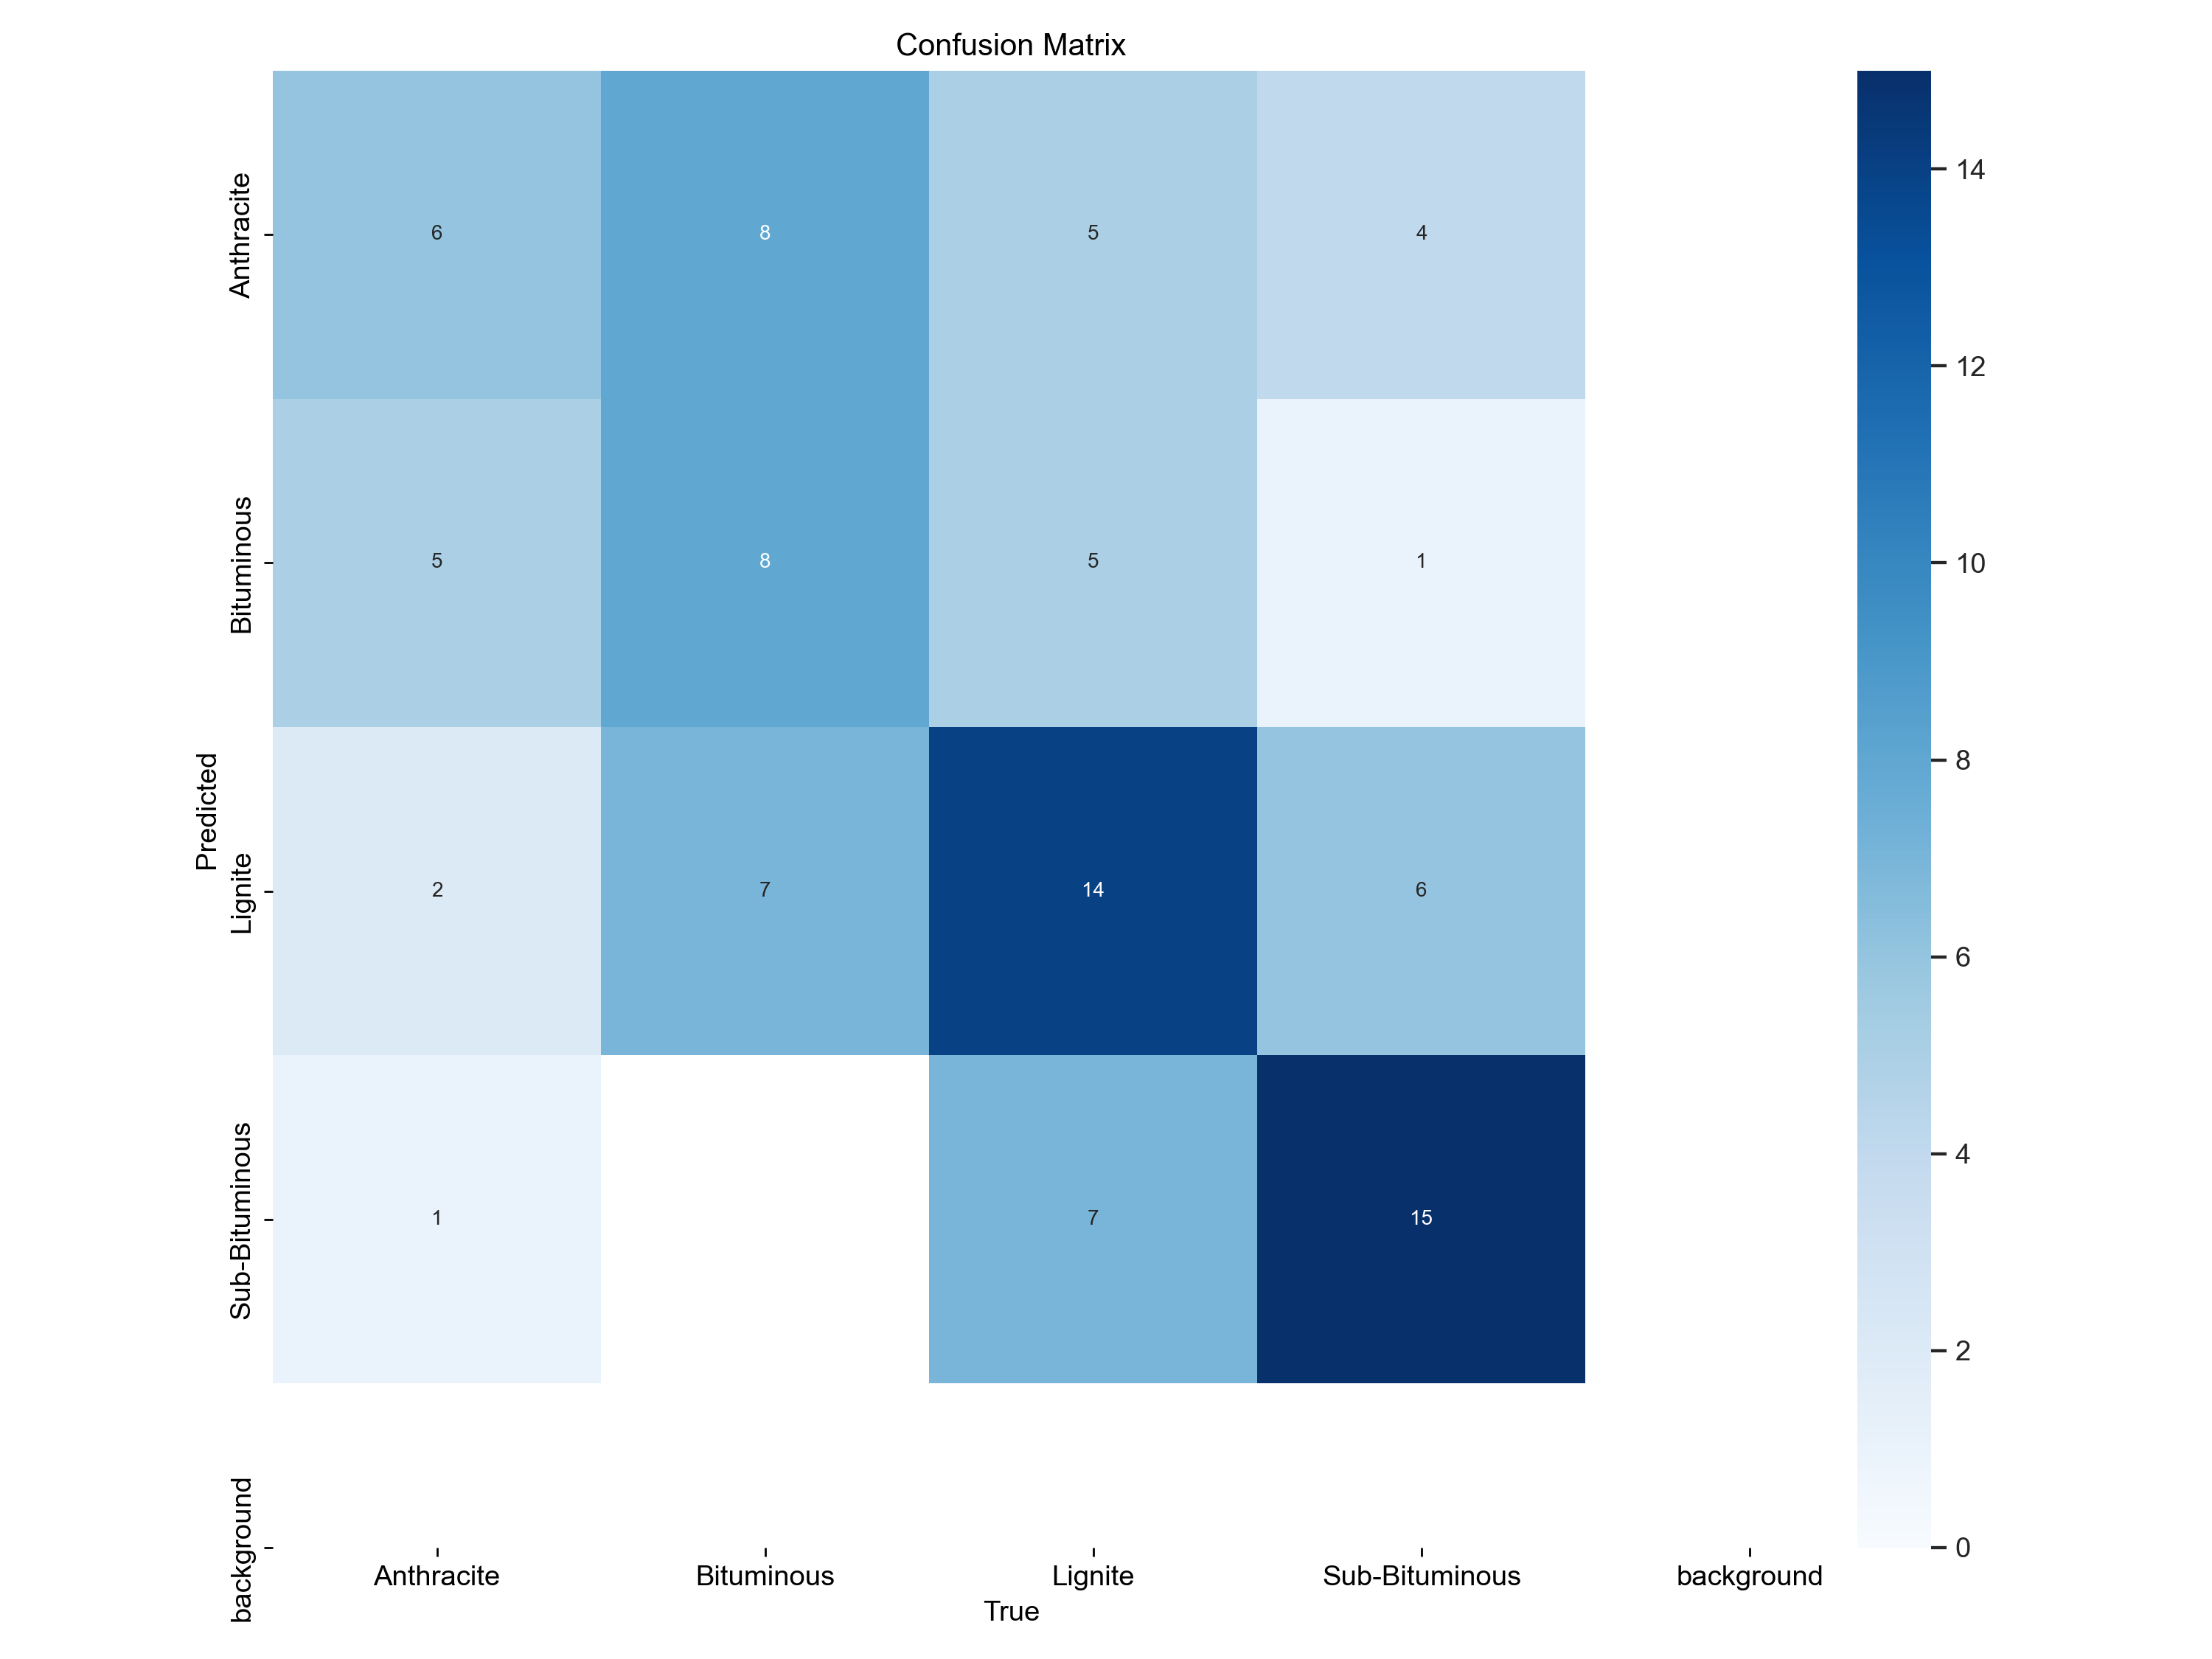 Confusion Matrix
Anthracite
6 8 5 4
Bituminous
5 8 5 1
Predicted
Lignite
2 7 14 6
Sub-Bituminous
1 7 15
background
Anthracite Bituminous Lignite Sub-Bituminous background
True
14
12
10
8
6
4
2
0